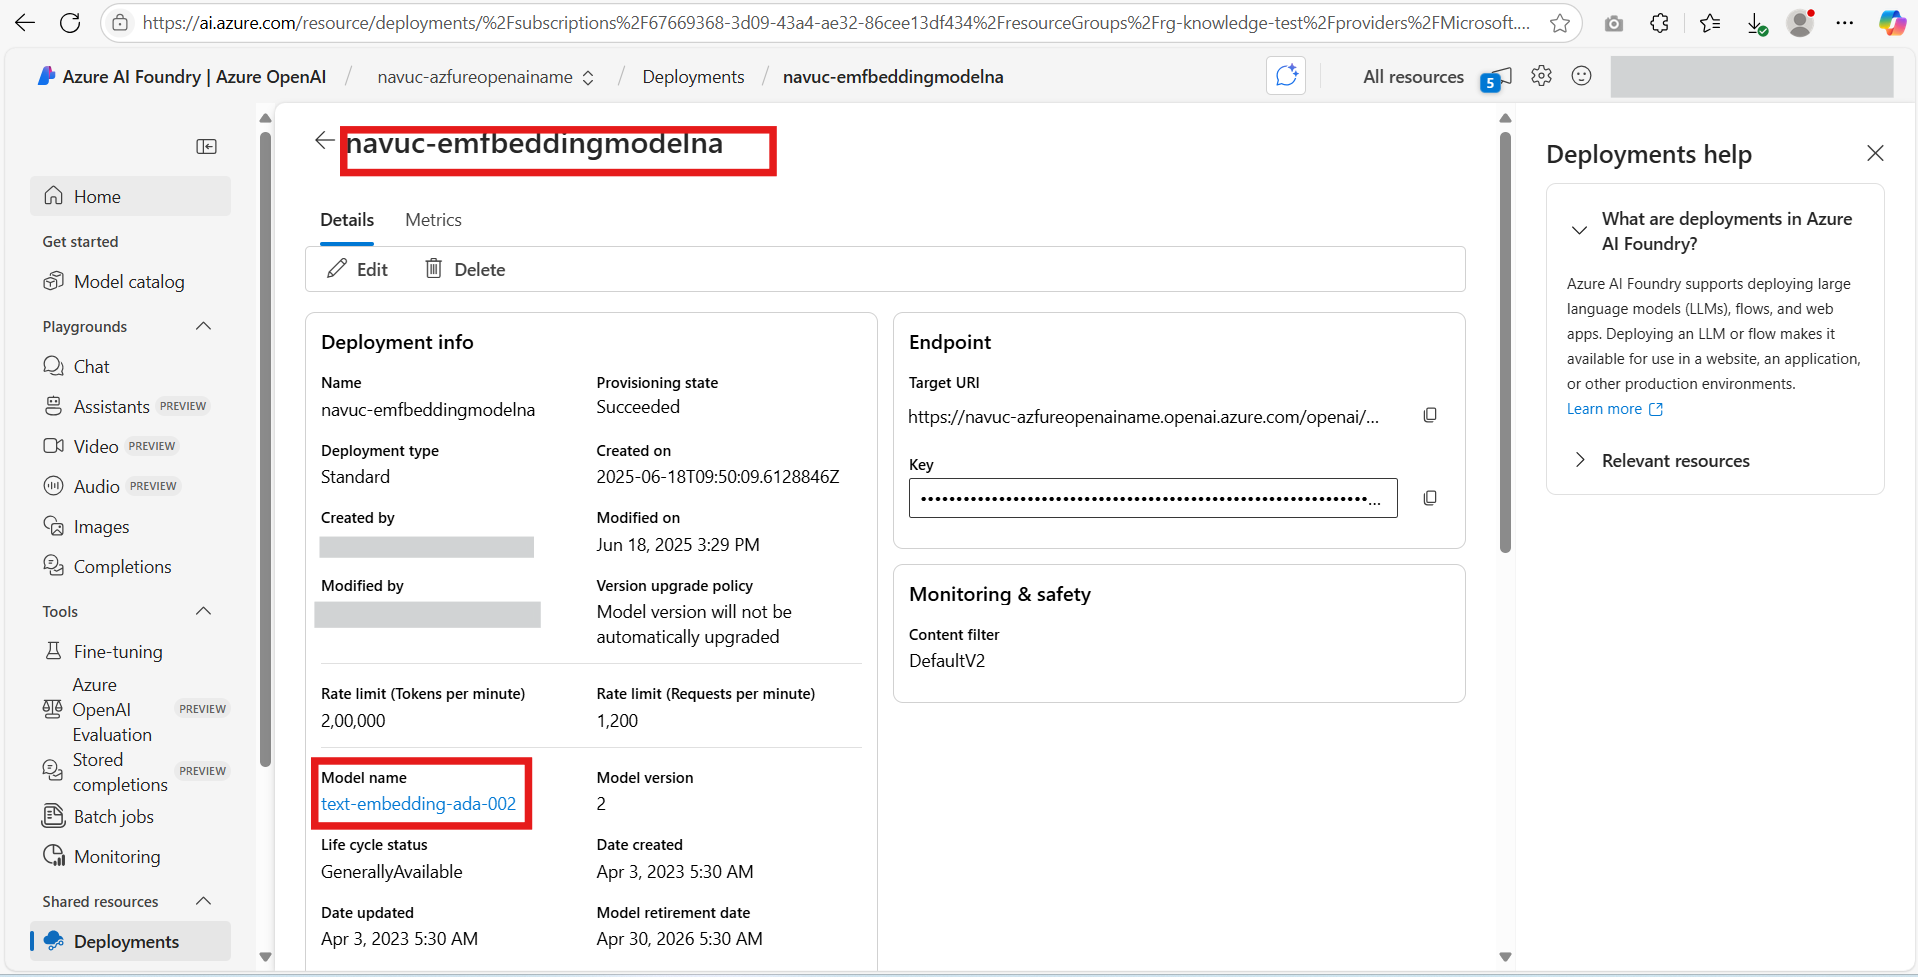 https://ai.azure.com/resource/deployments/%2Fsubscriptions%2F67669368-3d09-43a4-ae32-86cee13df434%2FresourceGroups%2Frg-knowledge-test%2Fproviders%2FMicrosoft....
Azure AI Foundry | Azure OpenAI / navuc-azfureopenainame / Deployments / navuc-emfbeddingmodelna
All resources
5
Home
Get started
Model catalog
Playgrounds
Chat
Assistants PREVIEW
Video PREVIEW
Audio PREVIEW
Images
Completions
Tools
Fine-tuning
Azure
OpenAI PREVIEW
Evaluation
Stored
completions PREVIEW
Batch jobs
Monitoring
Shared resources
Deployments
navuc-emfbeddingmodelna
Details Metrics
Edit Delete
Deployment info
Name
navuc-emfbeddingmodelna
Provisioning state
Succeeded
Deployment type
Standard
Created on
2025-06-18T09:50:09.6128846Z
Created by
Modified on
Jun 18, 2025 3:29 PM
Modified by
Version upgrade policy
Model version will not be
automatically upgraded
Rate limit (Tokens per minute)
2,00,000
Rate limit (Requests per minute)
1,200
Model name
text-embedding-ada-002
Model version
2
Life cycle status
GenerallyAvailable
Date created
Apr 3, 2023 5:30 AM
Date updated
Apr 3, 2023 5:30 AM
Model retirement date
Apr 30, 2026 5:30 AM
Endpoint
Target URI
https://navuc-azfureopenainame.openai.azure.com/openai/...
Key
Monitoring & safety
Content filter
DefaultV2
Deployments help
What are deployments in Azure
AI Foundry?
Azure AI Foundry supports deploying large
language models (LLMs), flows, and web
apps. Deploying an LLM or flow makes it
available for use in a website, an application,
or other production environments.
Learn more
Relevant resources